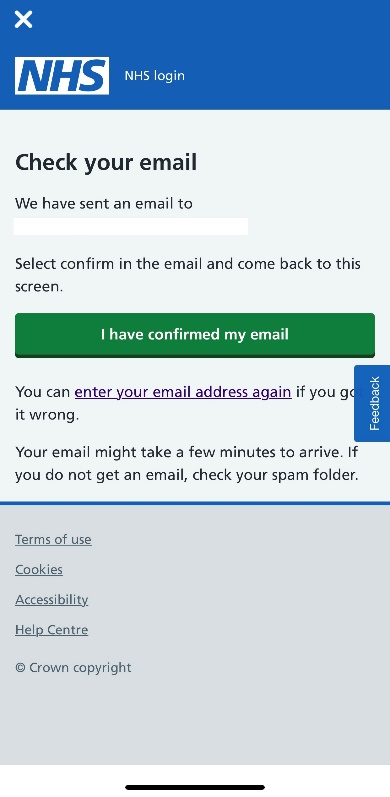 NHS NHS login
Check your email
We have sent an email to
Select confirm in the email and come back to this
screen.
I have confirmed my email
You can enter your email address again if you go
it wrong.
Feedback
Your email might take a few minutes to arrive. If
you do not get an email, check your spam folder.
Terms of use
Cookies
Accessibility
Help Centre
© Crown copyright